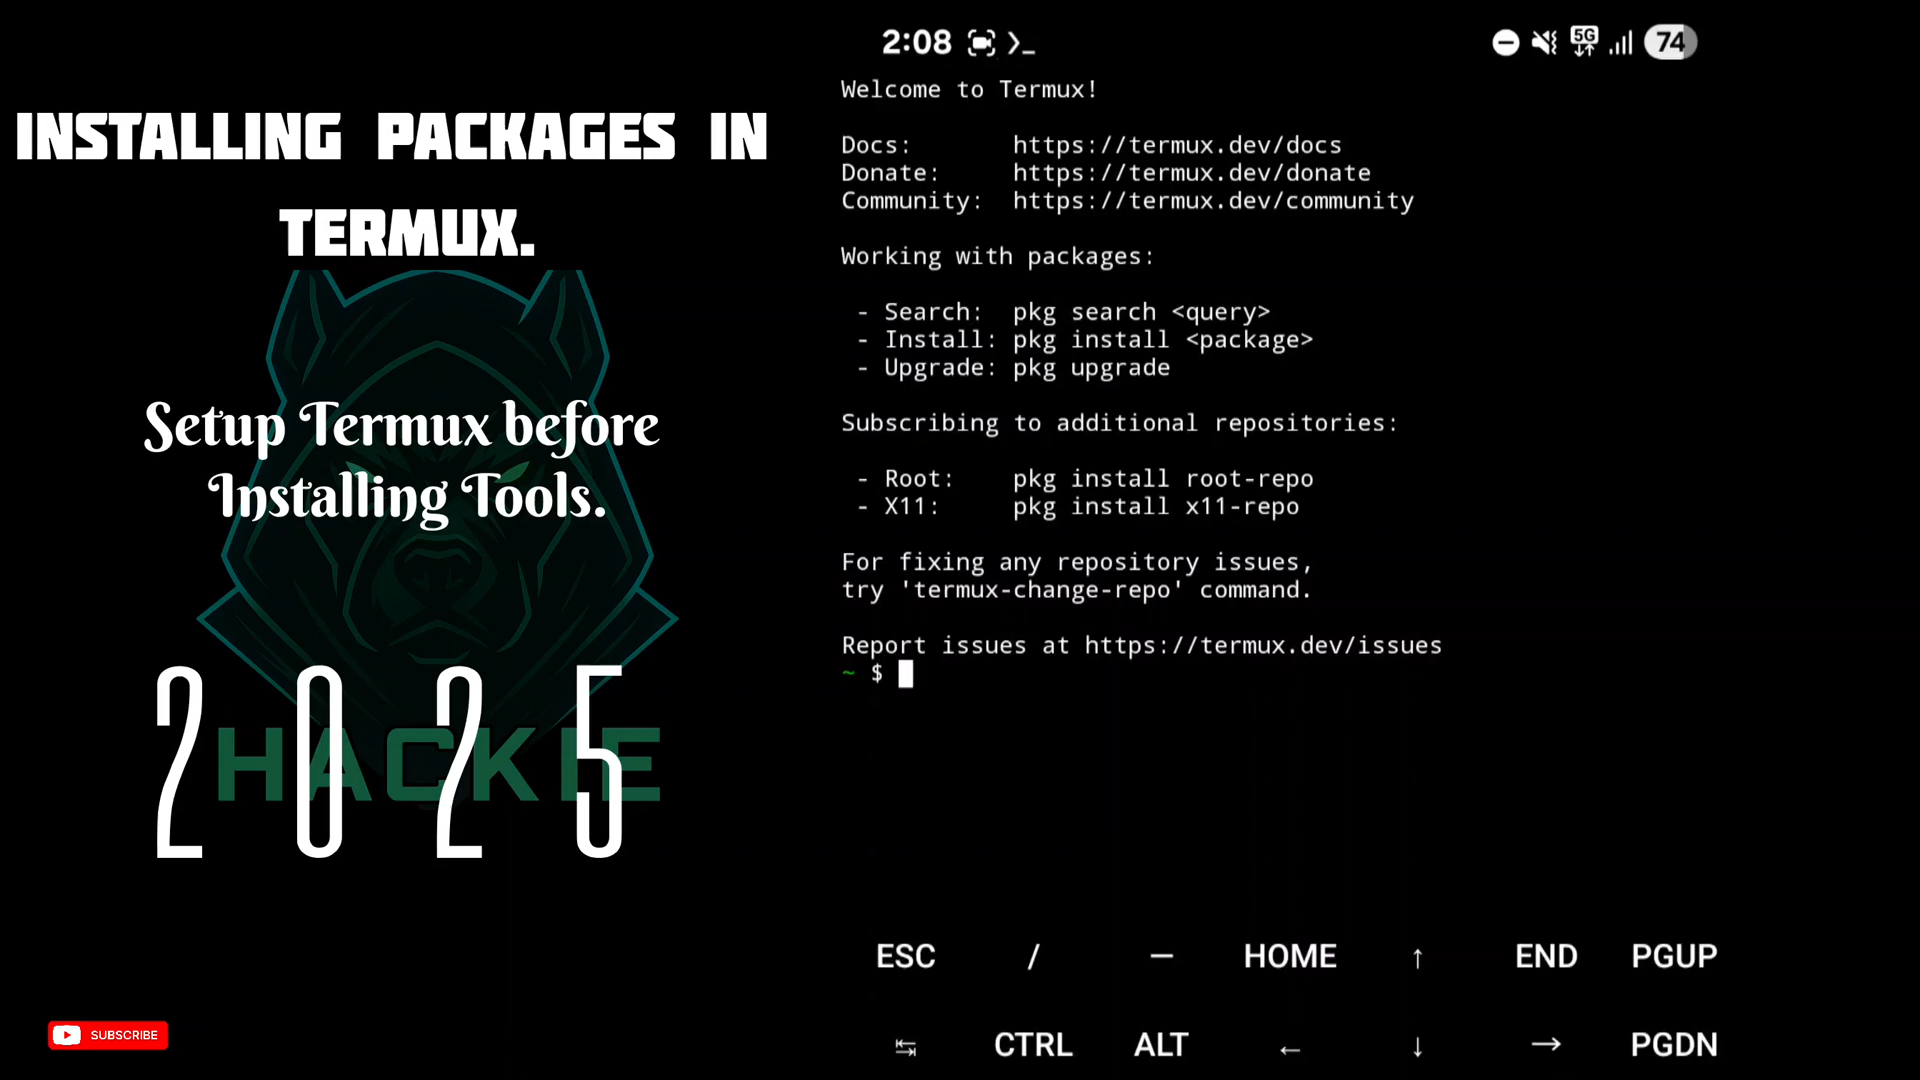 INSTALLING PACKAGES IN
TERMUX.
Setup Termux before
Installing Tools.
2025
HACKIE
SUBSCRIBE
2:08
5G
74
Welcome to Termux!
Docs: https://termux.dev/docs
Donate: https://termux.dev/donate
Community: https://termux.dev/community
Working with packages:
- Search: pkg search <query>
- Install: pkg install <package>
- Upgrade: pkg upgrade
Subscribing to additional repositories:
- Root: pkg install root-repo
- X11: pkg install x11-repo
For fixing any repository issues,
try 'termux-change-repo' command.
Report issues at https://termux.dev/issues
~ $
ESC / — HOME ↑ END PGUP
↹ CTRL ALT ← ↓ → PGDN